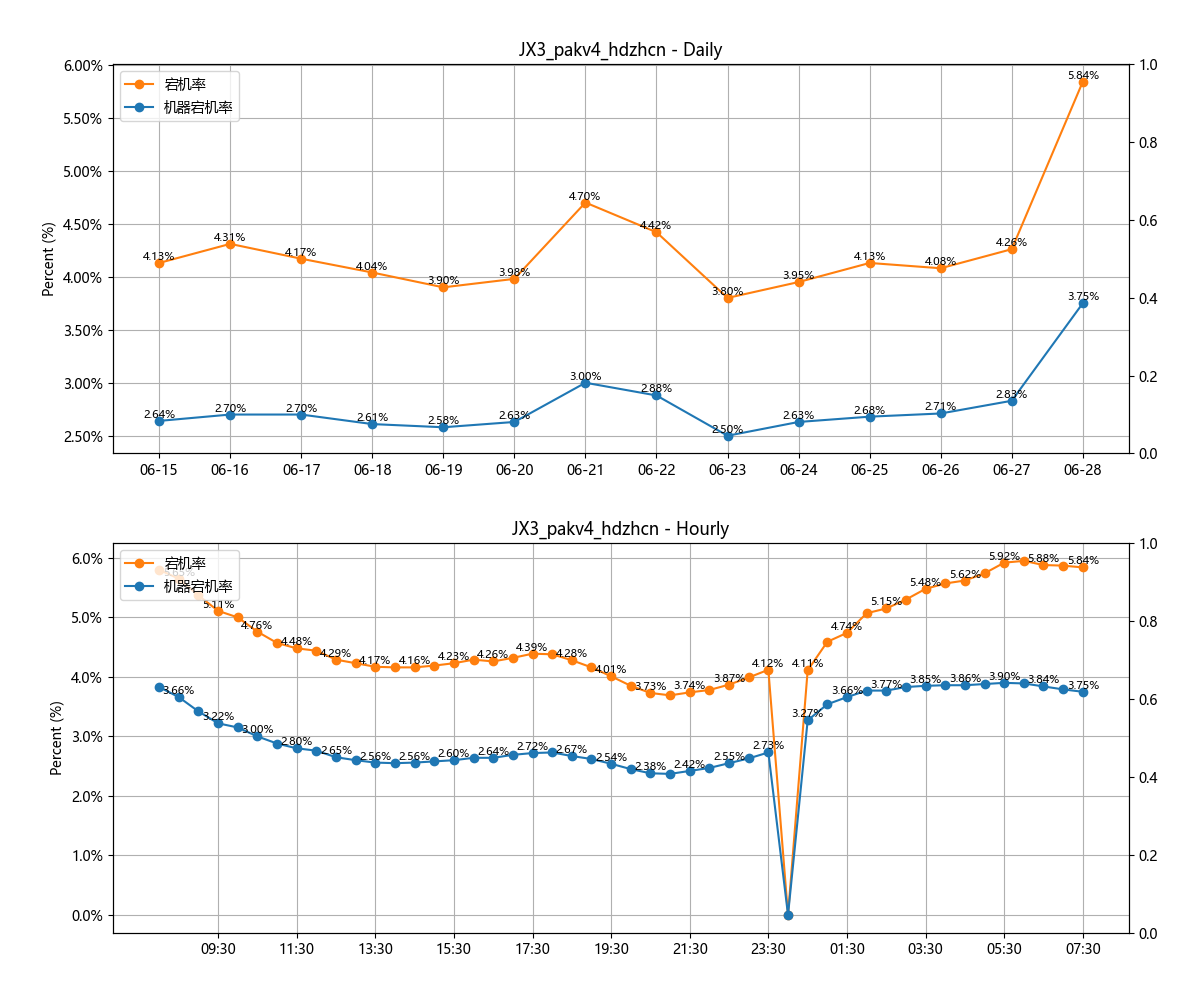 JX3_pakv4_hdzhcn - Daily
宕机率
机器宕机率
Percent (%)
6.00%
5.50%
5.00%
4.50%
4.00%
3.50%
3.00%
2.50%
1.0
0.8
0.6
0.4
0.2
0.0
4.13% 4.31% 4.17% 4.04% 3.90% 3.98% 4.70% 4.42% 3.80% 3.95% 4.13% 4.08% 4.26% 5.84%
2.64% 2.70% 2.70% 2.61% 2.58% 2.63% 3.00% 2.88% 2.50% 2.63% 2.68% 2.71% 2.83% 3.75%
06-15 06-16 06-17 06-18 06-19 06-20 06-21 06-22 06-23 06-24 06-25 06-26 06-27 06-28
JX3_pakv4_hdzhcn - Hourly
宕机率
机器宕机率
Percent (%)
6.0%
5.0%
4.0%
3.0%
2.0%
1.0%
0.0%
1.0
0.8
0.6
0.4
0.2
0.0
5.11% 4.76% 4.48% 4.29% 4.17% 4.16% 4.23% 4.26% 4.39% 4.28% 4.01% 3.73% 3.74% 3.87% 4.12% 4.11% 4.74% 5.15% 5.48% 5.62% 5.92% 5.88% 5.84%
3.66% 3.22% 3.00% 2.80% 2.65% 2.56% 2.56% 2.60% 2.64% 2.72% 2.67% 2.54% 2.38% 2.42% 2.55% 2.73% 3.27% 3.66% 3.77% 3.85% 3.86% 3.90% 3.84% 3.75%
09:30 11:30 13:30 15:30 17:30 19:30 21:30 23:30 01:30 03:30 05:30 07:30